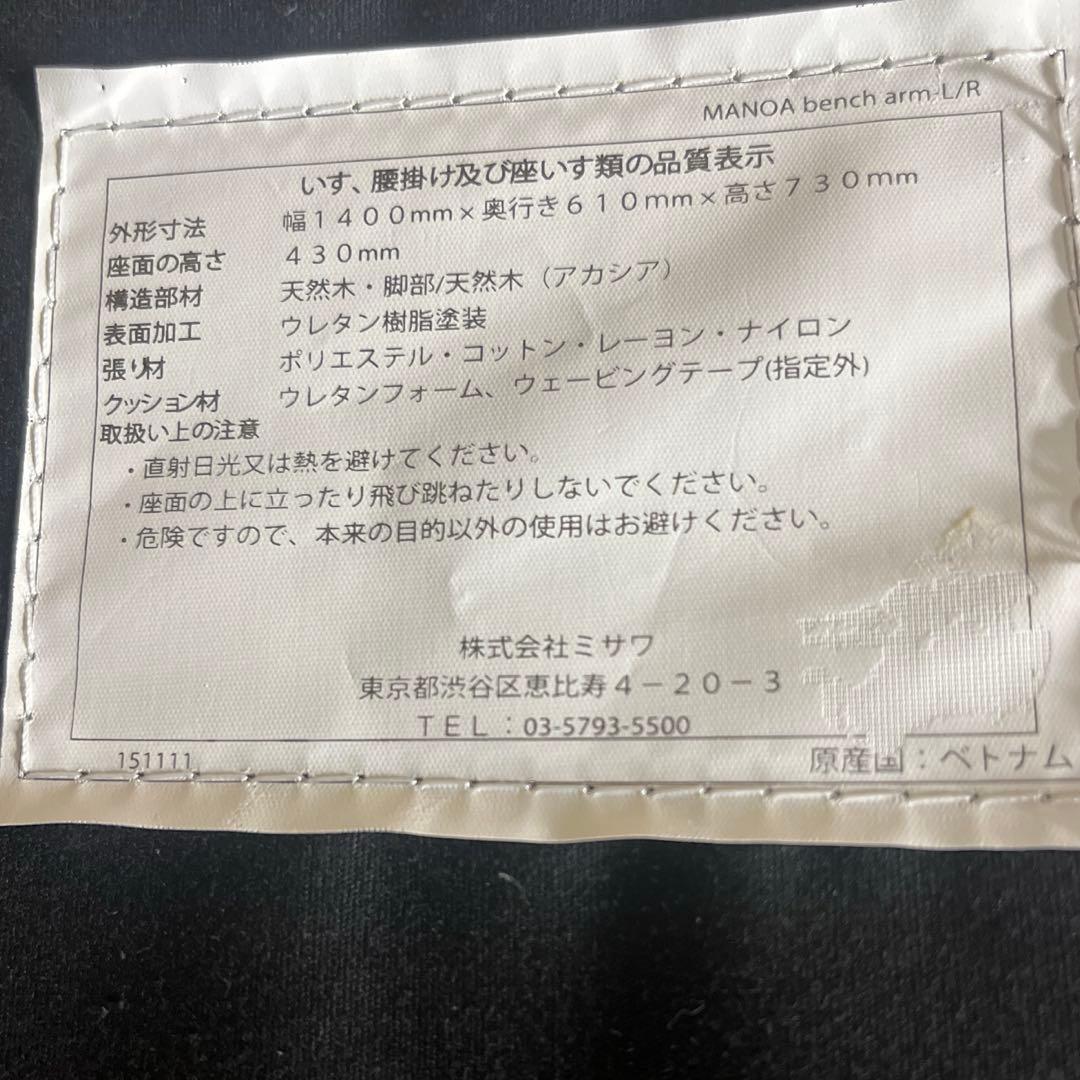 MANOA bench arm-L/R
いす、腰掛け及び座いす類の品質表示
外形寸法 幅１４００mm×奥行き６１０mm×高さ７３０mm
座面の高さ ４３０mm
構造部材 天然木・脚部/天然木（アカシア）
表面加工 ウレタン樹脂塗装
張り材 ポリエステル・コットン・レーヨン・ナイロン
クッション材 ウレタンフォーム、ウェービングテープ(指定外)
取扱い上の注意
・直射日光又は熱を避けてください。
・座面の上に立ったり飛び跳ねたりしないでください。
・危険ですので、本来の目的以外の使用はお避けください。
株式会社ミサワ
東京都渋谷区恵比寿４－２０－３
ＴＥＬ：03-5793-5500
151111
原産国：ベトナム